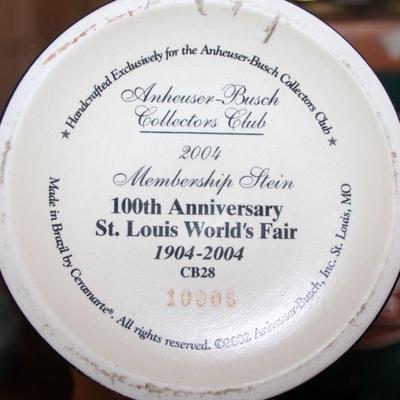 ★ Handcrafted Exclusively for the Anheuser-Busch Collectors Club ★
Anheuser-Busch
Collectors Club
2004
Membership Stein
100th Anniversary
St. Louis World's Fair
1904-2004
CB28
Made in Brazil by Ceramarte®. All rights reserved. ©2002 Anheuser-Busch, Inc. St. Louis, MO